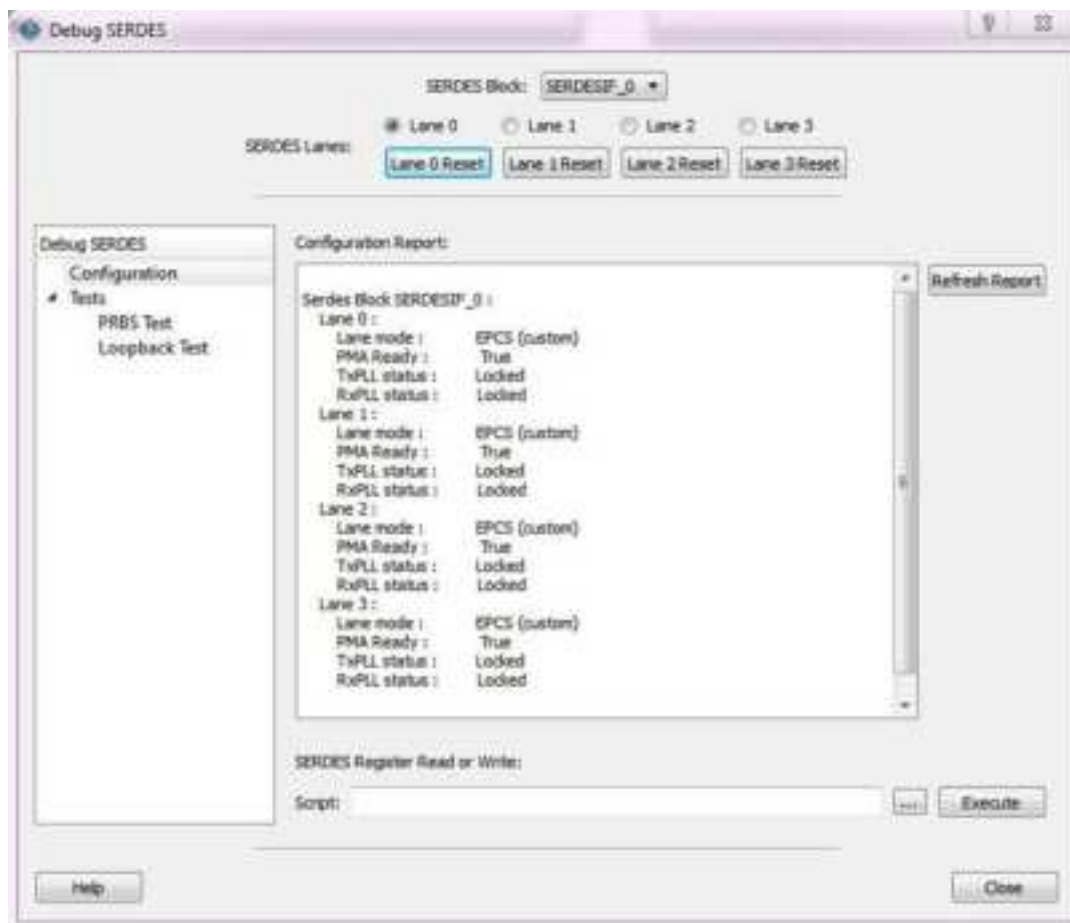 Debug SERDES
SERDES Block: SERDESIF_0
Lane 0 Lane 1 Lane 2 Lane 3
SERDES Lanes:
Lane 0 Reset Lane 1 Reset Lane 2 Reset Lane 3 Reset
Debug SERDES
Configuration
Tests
PRBS Test
Loopback Test
Configuration Report:
Refresh Report
Serdes Block SERDESIF_0 :
Lane 0 :
Lane mode : EPCS (custom)
PMA Ready : True
TxPLL status : Locked
RxPLL status : Locked
Lane 1 :
Lane mode : EPCS (custom)
PMA Ready : True
TxPLL status : Locked
RxPLL status : Locked
Lane 2 :
Lane mode : EPCS (custom)
PMA Ready : True
TxPLL status : Locked
RxPLL status : Locked
Lane 3 :
Lane mode : EPCS (custom)
PMA Ready : True
TxPLL status : Locked
RxPLL status : Locked
SERDES Register Read or Write:
Script: ... Execute
Help Close